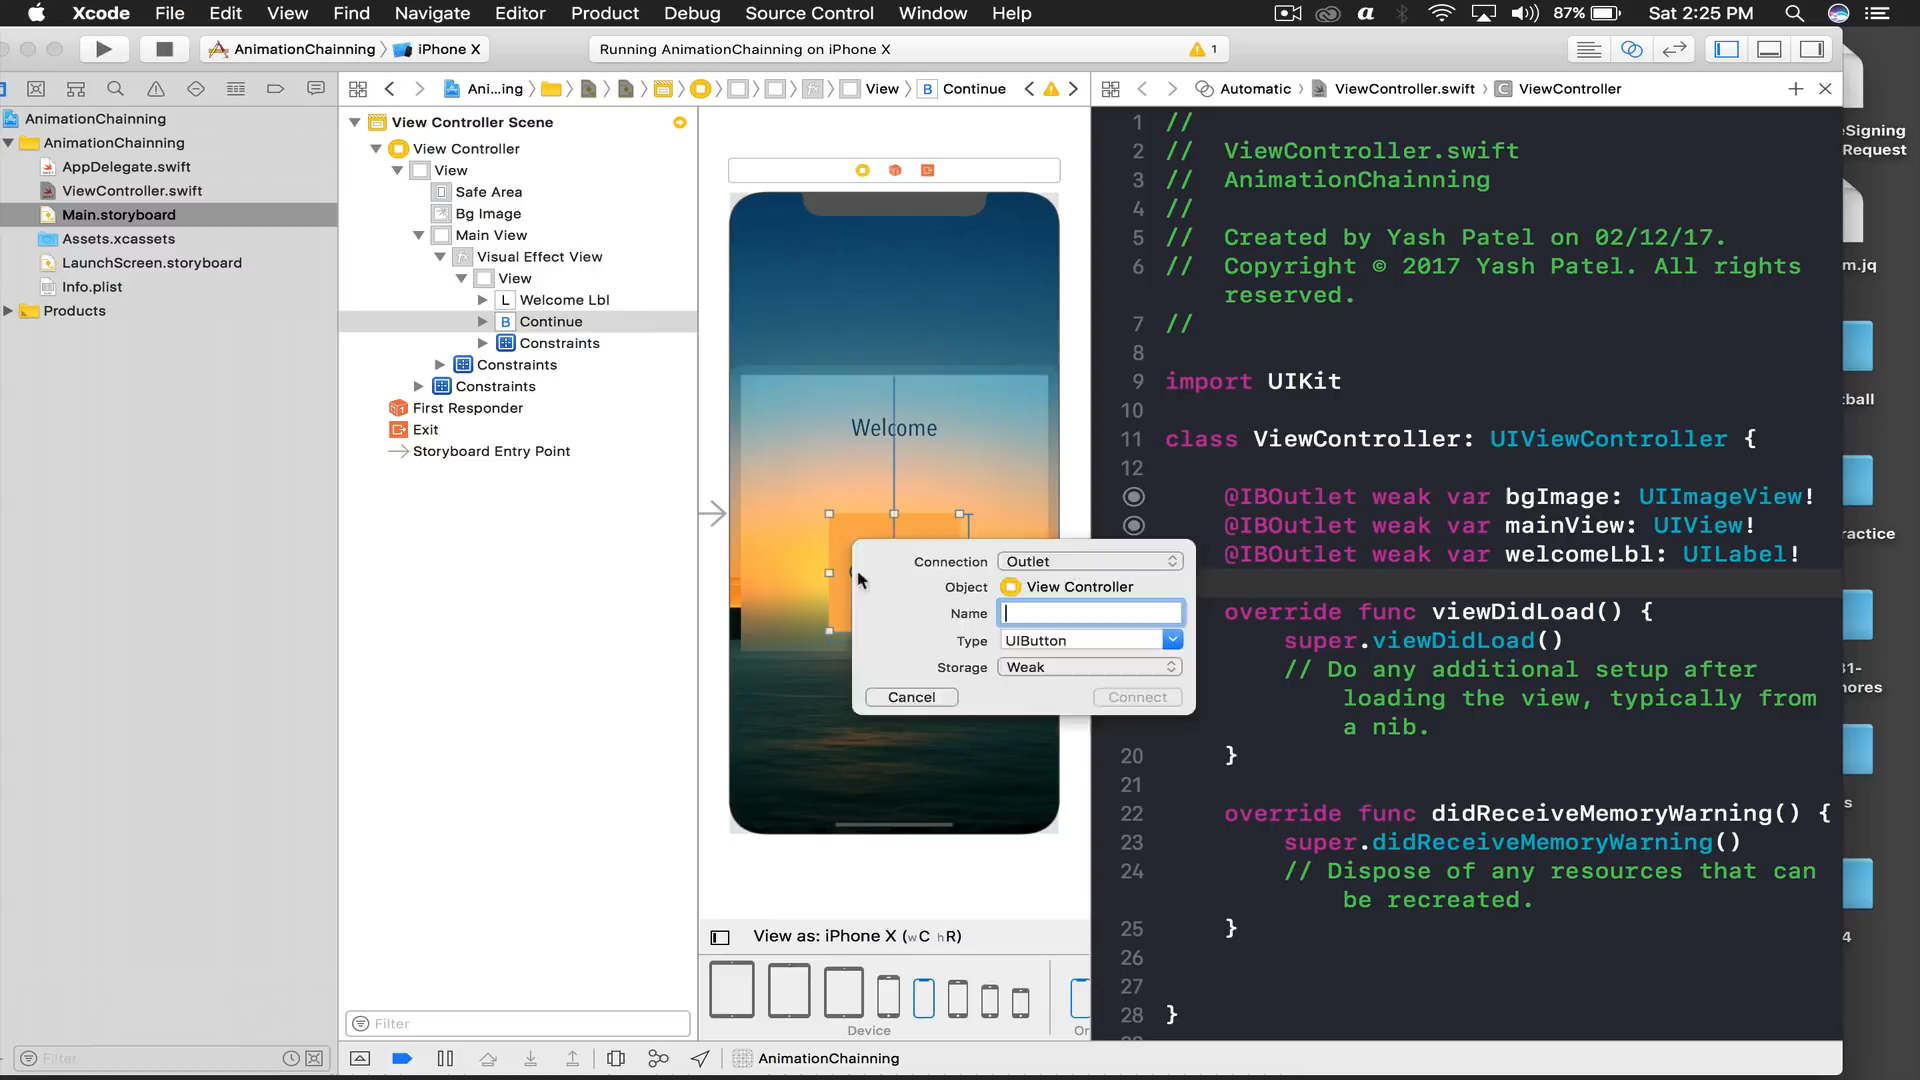 Xcode File Edit View Find Navigate Editor Product Debug Source Control Window Help 87% Sat 2:25 PM
AnimationChainning iPhone X Running AnimationChainning on iPhone X 1
Ani...ing View B Continue Automatic ViewController.swift C ViewController
AnimationChainning
AnimationChainning
AppDelegate.swift
ViewController.swift
Main.storyboard
Assets.xcassets
LaunchScreen.storyboard
Info.plist
Products
Filter
View Controller Scene
View Controller
View
Safe Area
Bg Image
Main View
Visual Effect View
View
L Welcome Lbl
B Continue
Constraints
Constraints
Constraints
First Responder
Exit
Storyboard Entry Point
Filter
Welcome
Connection Outlet
Object View Controller
Name
Type UIButton
Storage Weak
Cancel Connect
View as: iPhone X (wC hR)
Device
Or
AnimationChainning
1 //
2 // ViewController.swift
3 // AnimationChainning
4 //
5 // Created by Yash Patel on 02/12/17.
6 // Copyright © 2017 Yash Patel. All rights
reserved.
7 //
8
9 import UIKit
10
11 class ViewController: UIViewController {
12
@IBOutlet weak var bgImage: UIImageView!
@IBOutlet weak var mainView: UIView!
@IBOutlet weak var welcomeLbl: UILabel!
override func viewDidLoad() {
super.viewDidLoad()
// Do any additional setup after
loading the view, typically from
a nib.
20 }
21
22 override func didReceiveMemoryWarning() {
23 super.didReceiveMemoryWarning()
24 // Dispose of any resources that can
be recreated.
25 }
26
27
28 }
eSigning
Request
m.jq
tball
ractice
31-
nores
s
4